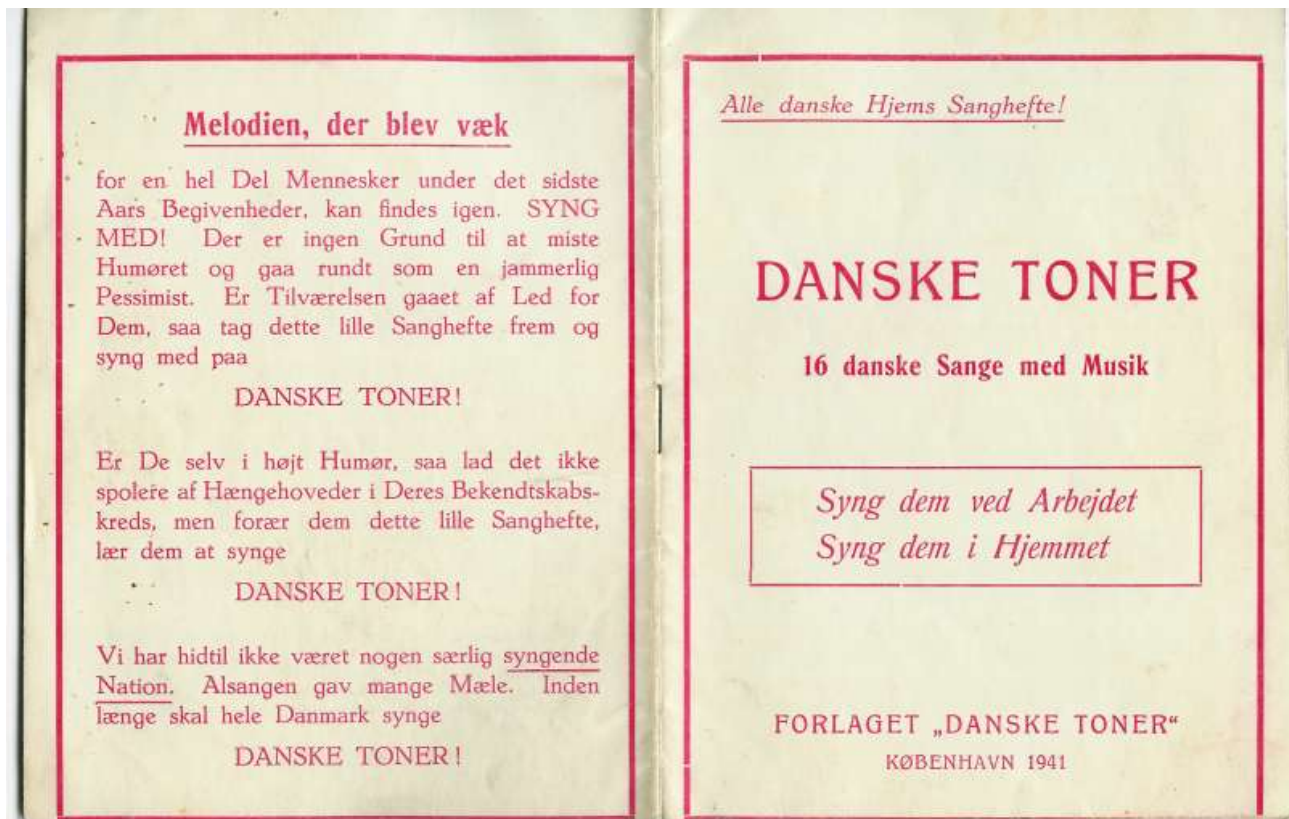 Melodien, der blev væk
for en hel Del Mennesker under det sidste
Aars Begivenheder, kan findes igen. SYNG
MED! Der er ingen Grund til at miste
Humøret og gaa rundt som en jammerlig
Pessimist. Er Tilværelsen gaaet af Led for
Dem, saa tag dette lille Sanghefte frem og
syng med paa
DANSKE TONER!
Er De selv i højt Humør, saa lad det ikke
spolere af Hængehoveder i Deres Bekendtskabs-
kreds, men forær dem dette lille Sanghefte,
lær dem at synge
DANSKE TONER!
Vi har hidtil ikke været nogen særlig syngende
Nation. Alsangen gav mange Mæle. Inden
længe skal hele Danmark synge
DANSKE TONER!
Alle danske Hjems Sanghefte!
DANSKE TONER
16 danske Sange med Musik
Syng dem ved Arbejdet
Syng dem i Hjemmet
FORLAGET „DANSKE TONER“
KØBENHAVN 1941